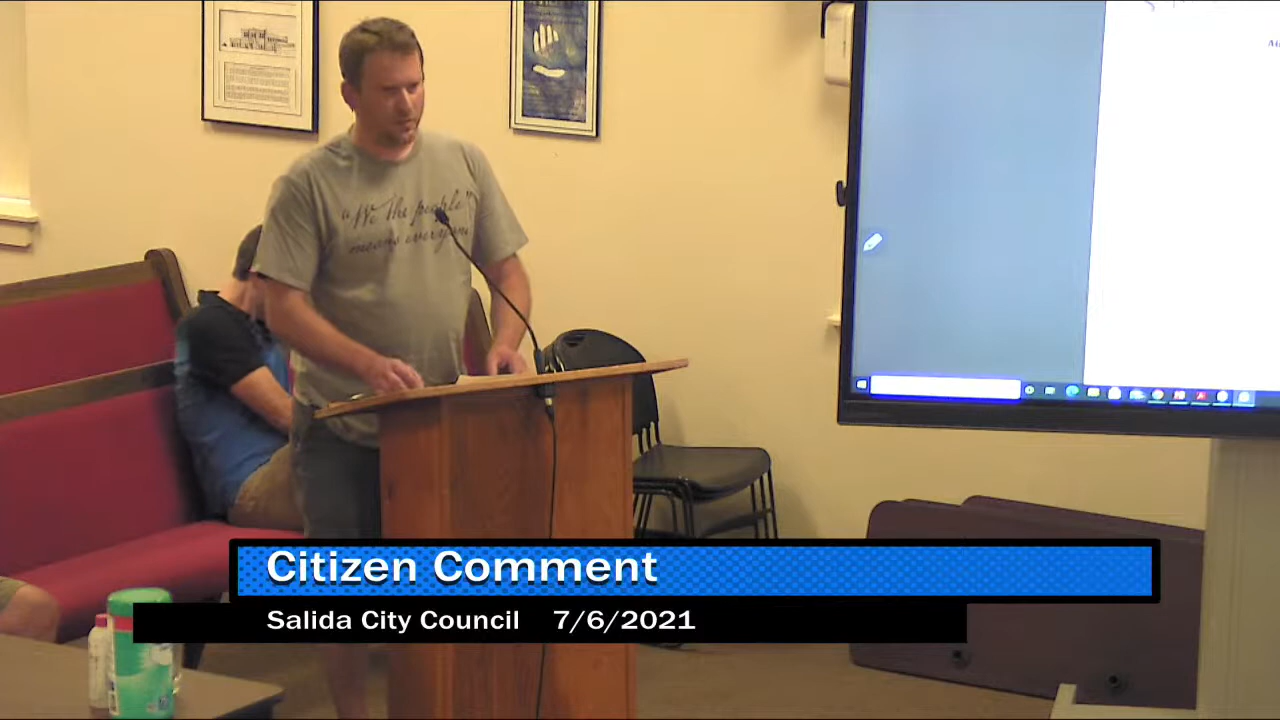 "We the people"
means everyone
Citizen Comment
Salida City Council 7/6/2021